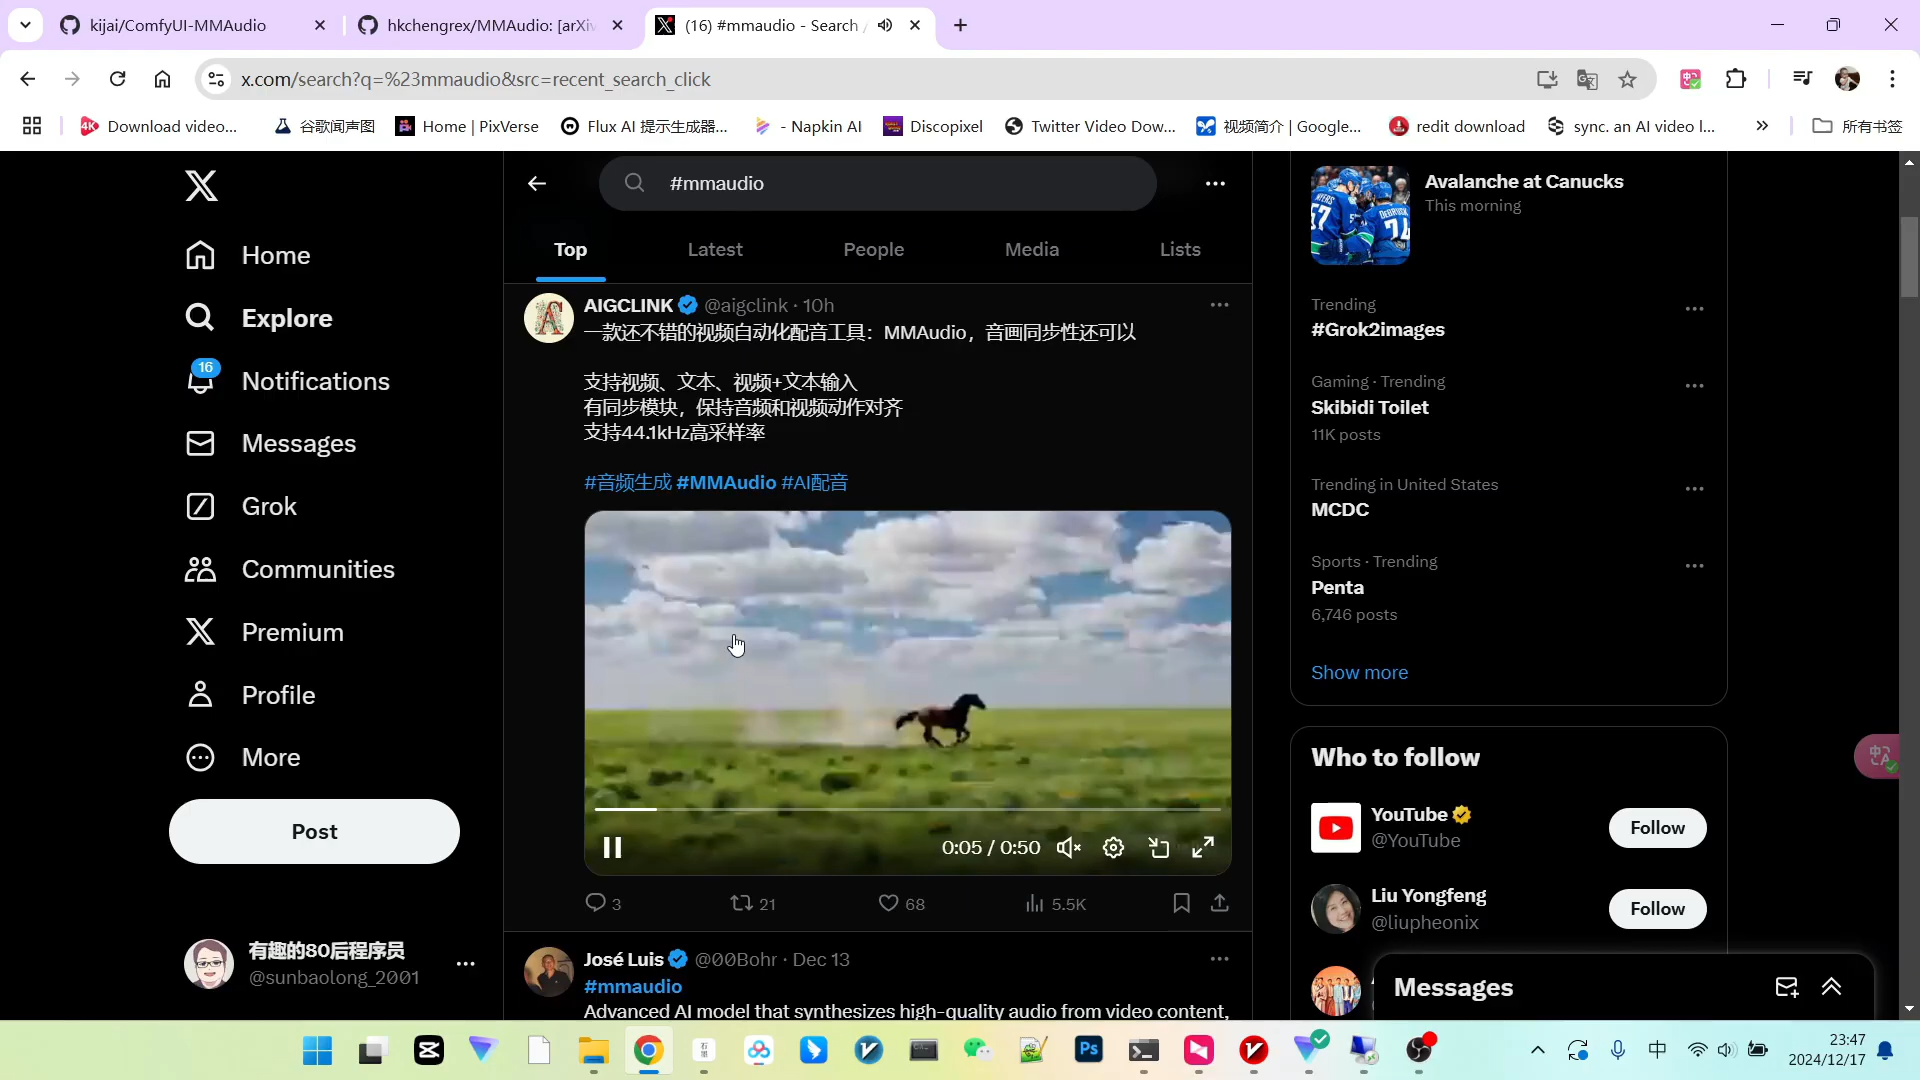 kijai/ComfyUI-MMAudio
hkchengrex/MMAudio: [arXiv
(16) #mmaudio - Search /
x.com/search?q=%23mmaudio&src=recent_search_click
Download video...
谷歌闻声图
Home | PixVerse
Flux AI 提示生成器...
- Napkin AI
Discopixel
Twitter Video Dow...
视频简介 | Google...
redit download
sync. an AI video l...
所有书签
Home
Explore
16
Notifications
Messages
Grok
Communities
Premium
Profile
More
Post
有趣的80后程序员
@sunbaolong_2001
#mmaudio
Top
Latest
People
Media
Lists
AIGCLINK @aigclink · 10h
一款还不错的视频自动化配音工具：MMAudio，音画同步性还可以
支持视频、文本、视频+文本输入
有同步模块，保持音频和视频动作对齐
支持44.1kHz高采样率
#音频生成 #MMAudio #AI配音
0:05 / 0:50
3
21
68
5.5K
José Luis @00Bohr · Dec 13
#mmaudio
Advanced AI model that synthesizes high-quality audio from video content,
Avalanche at Canucks
This morning
Trending
#Grok2images
Gaming · Trending
Skibidi Toilet
11K posts
Trending in United States
MCDC
Sports · Trending
Penta
6,746 posts
Show more
Who to follow
YouTube
@YouTube
Follow
Liu Yongfeng
@liupheonix
Follow
Messages
Ps
中
23:47
2024/12/17